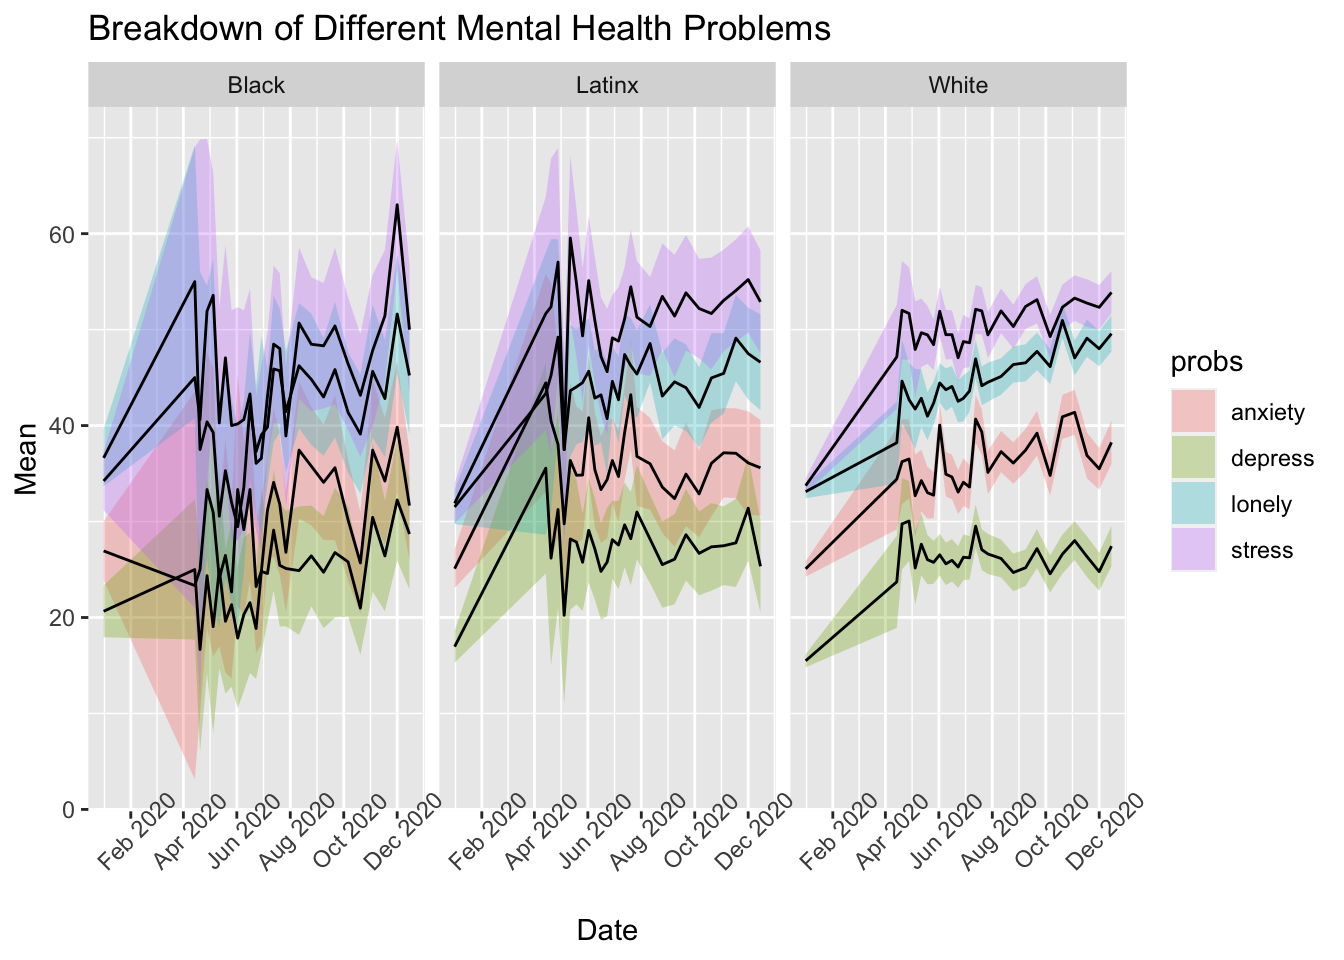 Breakdown of Different Mental Health Problems
Black Latinx White
Mean
60
40
20
0
Feb 2020 Apr 2020 Jun 2020 Aug 2020 Oct 2020 Dec 2020 Feb 2020 Apr 2020 Jun 2020 Aug 2020 Oct 2020 Dec 2020 Feb 2020 Apr 2020 Jun 2020 Aug 2020 Oct 2020 Dec 2020
Date
probs
anxiety
depress
lonely
stress